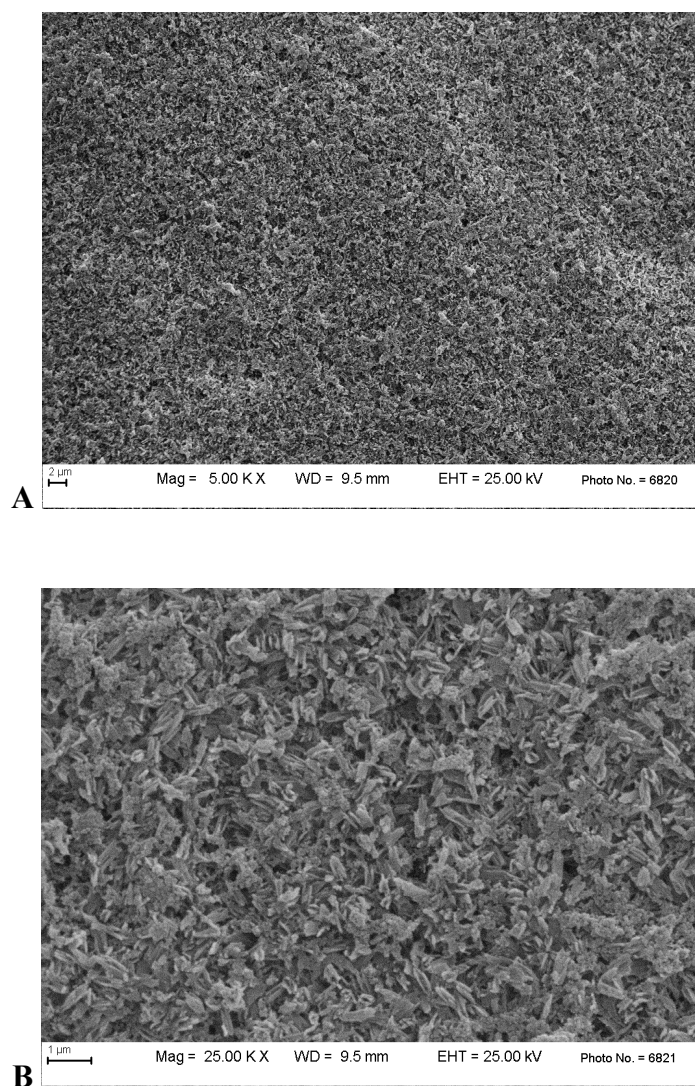 2 µm
Mag = 5.00 K X WD = 9.5 mm EHT = 25.00 kV Photo No. = 6820
A
1 µm
Mag = 25.00 K X WD = 9.5 mm EHT = 25.00 kV Photo No. = 6821
B